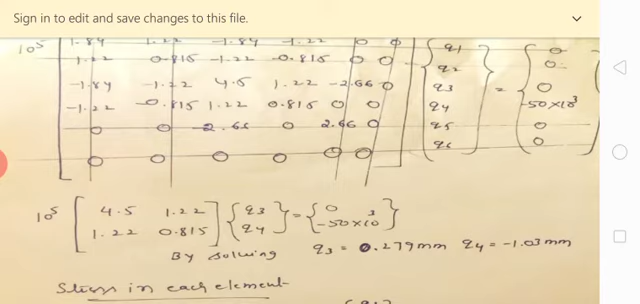 Sign in to edit and save changes to this file.
10⁵ 1.84 1.22 -1.84 -1.22 0 0 q1 0
1.22 0.815 -1.22 -0.815 0 0 q2 0
-1.84 -1.22 4.5 1.22 -2.66 0 q3 = 0
-1.22 -0.815 1.22 0.815 0 0 q4 -50×10³
0 0 -2.66 0 2.66 0 q5 0
0 0 0 0 0 0 q6 0
10⁵ [ 4.5 1.22 ] { q3 } = { 0 }
1.22 0.815 q4 -50×10³
By solving q3 = 0.279mm q4 = -1.03mm
Stress in each element-